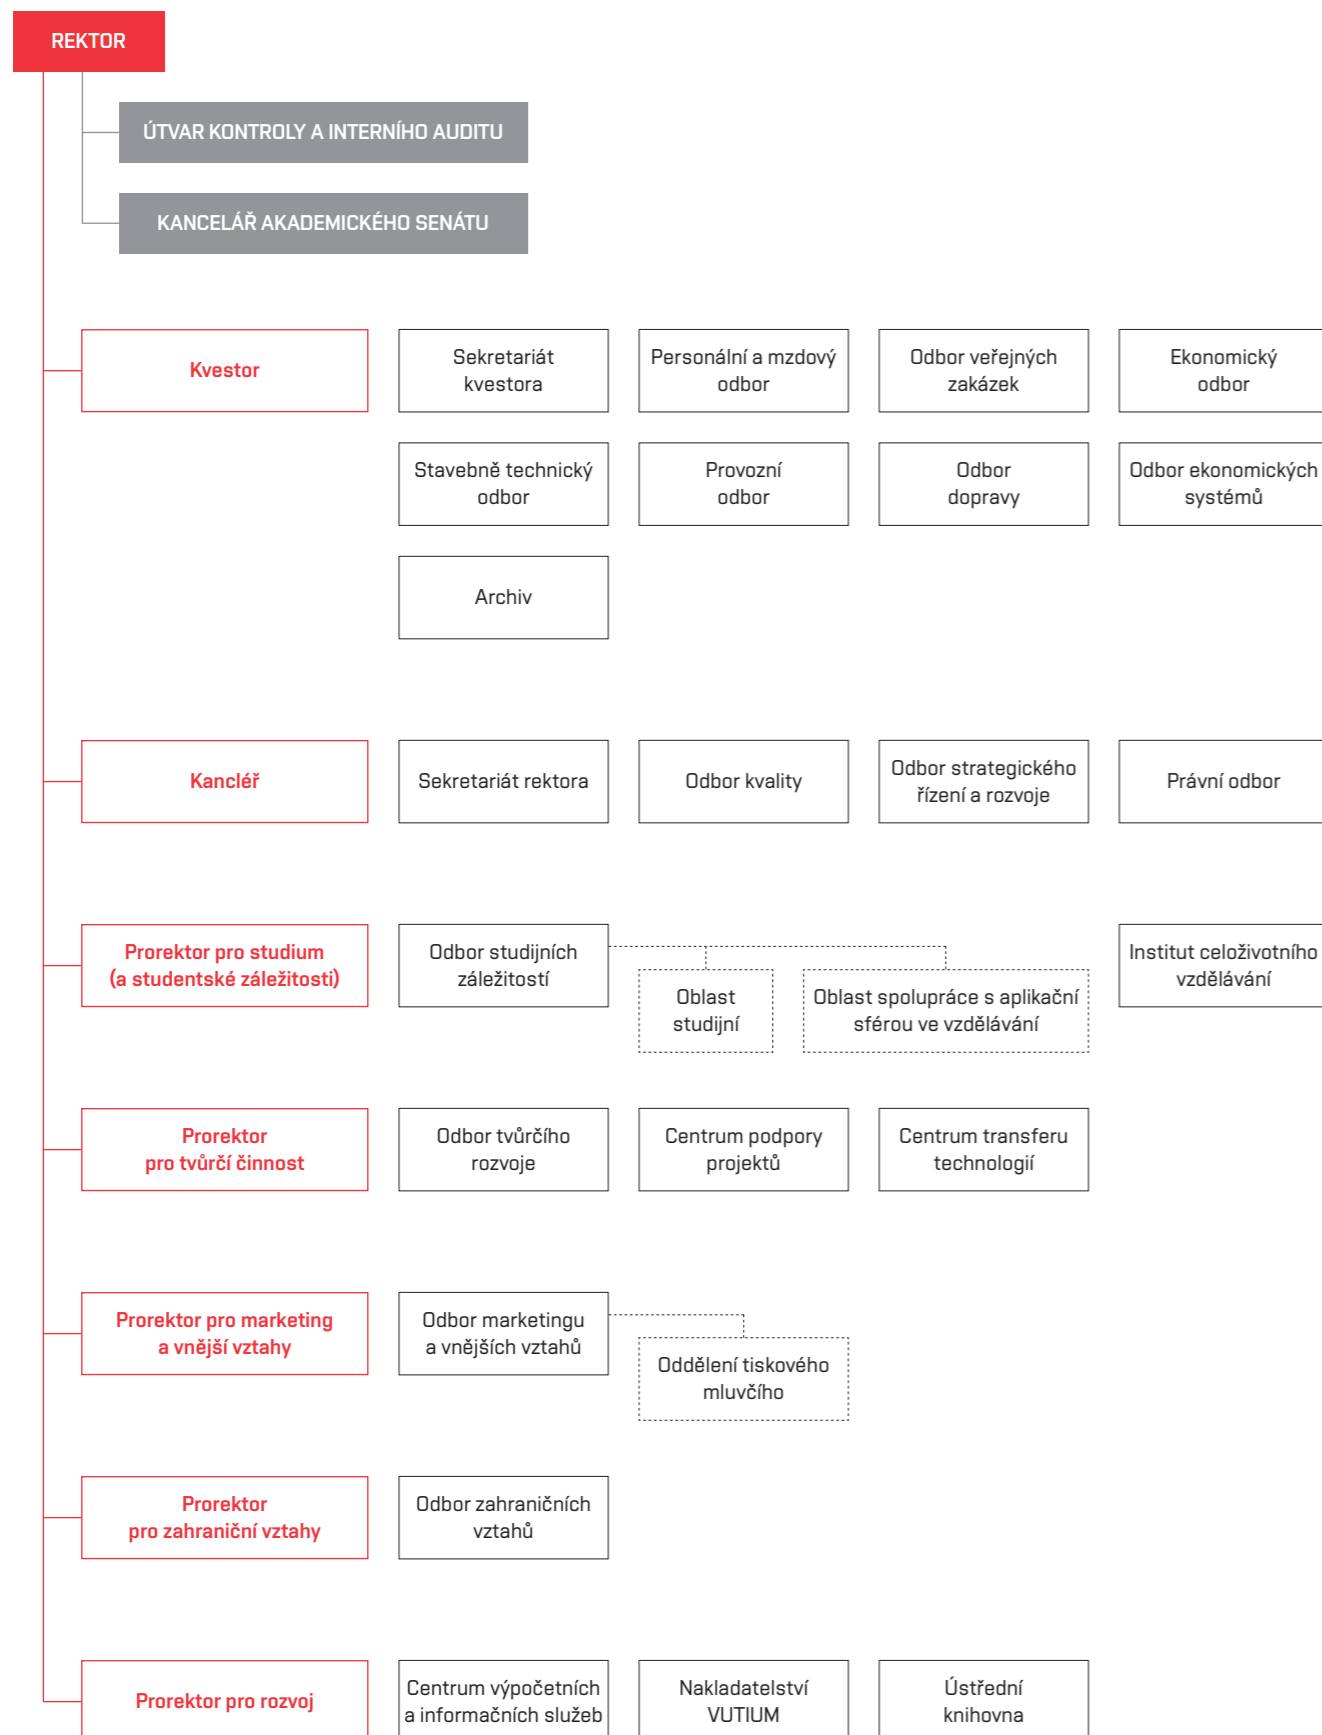 REKTOR
ÚTVAR KONTROLY A INTERNÍHO AUDITU
KANCELÁŘ AKADEMICKÉHO SENÁTU
Kvestor
Sekretariát
kvestora
Personální a mzdový
odbor
Odbor veřejných
zakázek
Ekonomický
odbor
Stavebně technický
odbor
Provozní
odbor
Odbor
dopravy
Odbor ekonomických
systémů
Archiv
Kancléř
Sekretariát rektora
Odbor kvality
Odbor strategického
řízení a rozvoje
Právní odbor
Prorektor pro studium
(a studentské záležitosti)
Odbor studijních
záležitostí
Oblast
studijní
Oblast spolupráce s aplikační
sférou ve vzdělávání
Institut celoživotního
vzdělávání
Prorektor
pro tvůrčí činnost
Odbor tvůrčího
rozvoje
Centrum podpory
projektů
Centrum transferu
technologií
Prorektor pro marketing
a vnější vztahy
Odbor marketingu
a vnějších vztahů
Oddělení tiskového
mluvčího
Prorektor
pro zahraniční vztahy
Odbor zahraničních
vztahů
Prorektor pro rozvoj
Centrum výpočetních
a informačních služeb
Nakladatelství
VUTIUM
Ústřední
knihovna